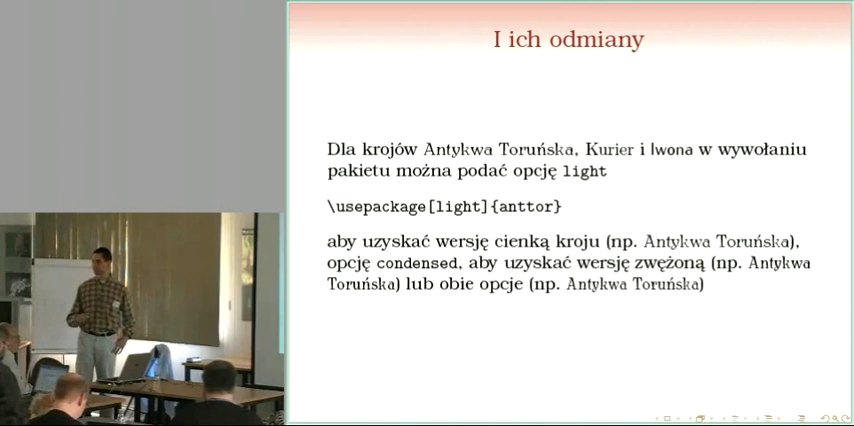 I ich odmiany
Dla krojów Antykwa Toruńska, Kurier i Iwona w wywołaniu
pakietu można podać opcję light
\usepackage[light]{anttor}
aby uzyskać wersję cienką kroju (np. Antykwa Toruńska),
opcję condensed, aby uzyskać wersję zwężoną (np. Antykwa
Toruńska) lub obie opcje (np. Antykwa Toruńska)